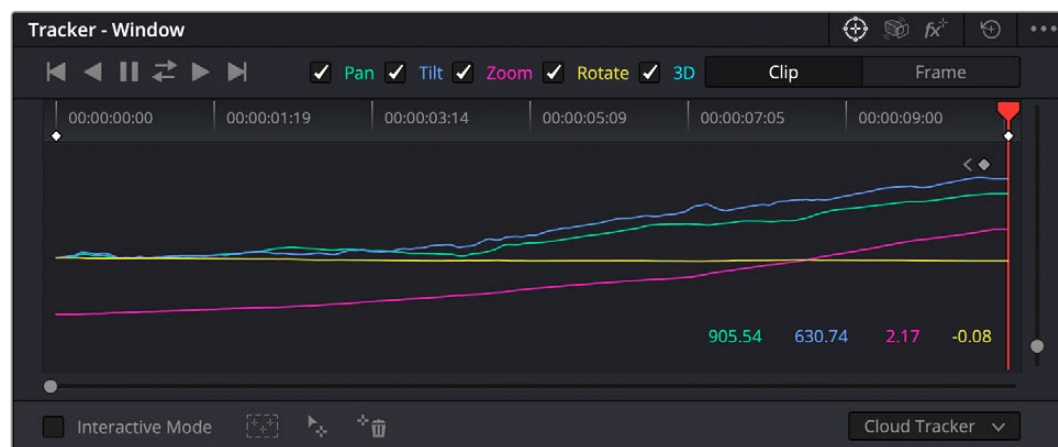 Tracker - Window
Pan Tilt Zoom Rotate 3D Clip Frame
00:00:00:00 00:00:01:19 00:00:03:14 00:00:05:09 00:00:07:05 00:00:09:00
905.54 630.74 2.17 -0.08
Interactive Mode Cloud Tracker